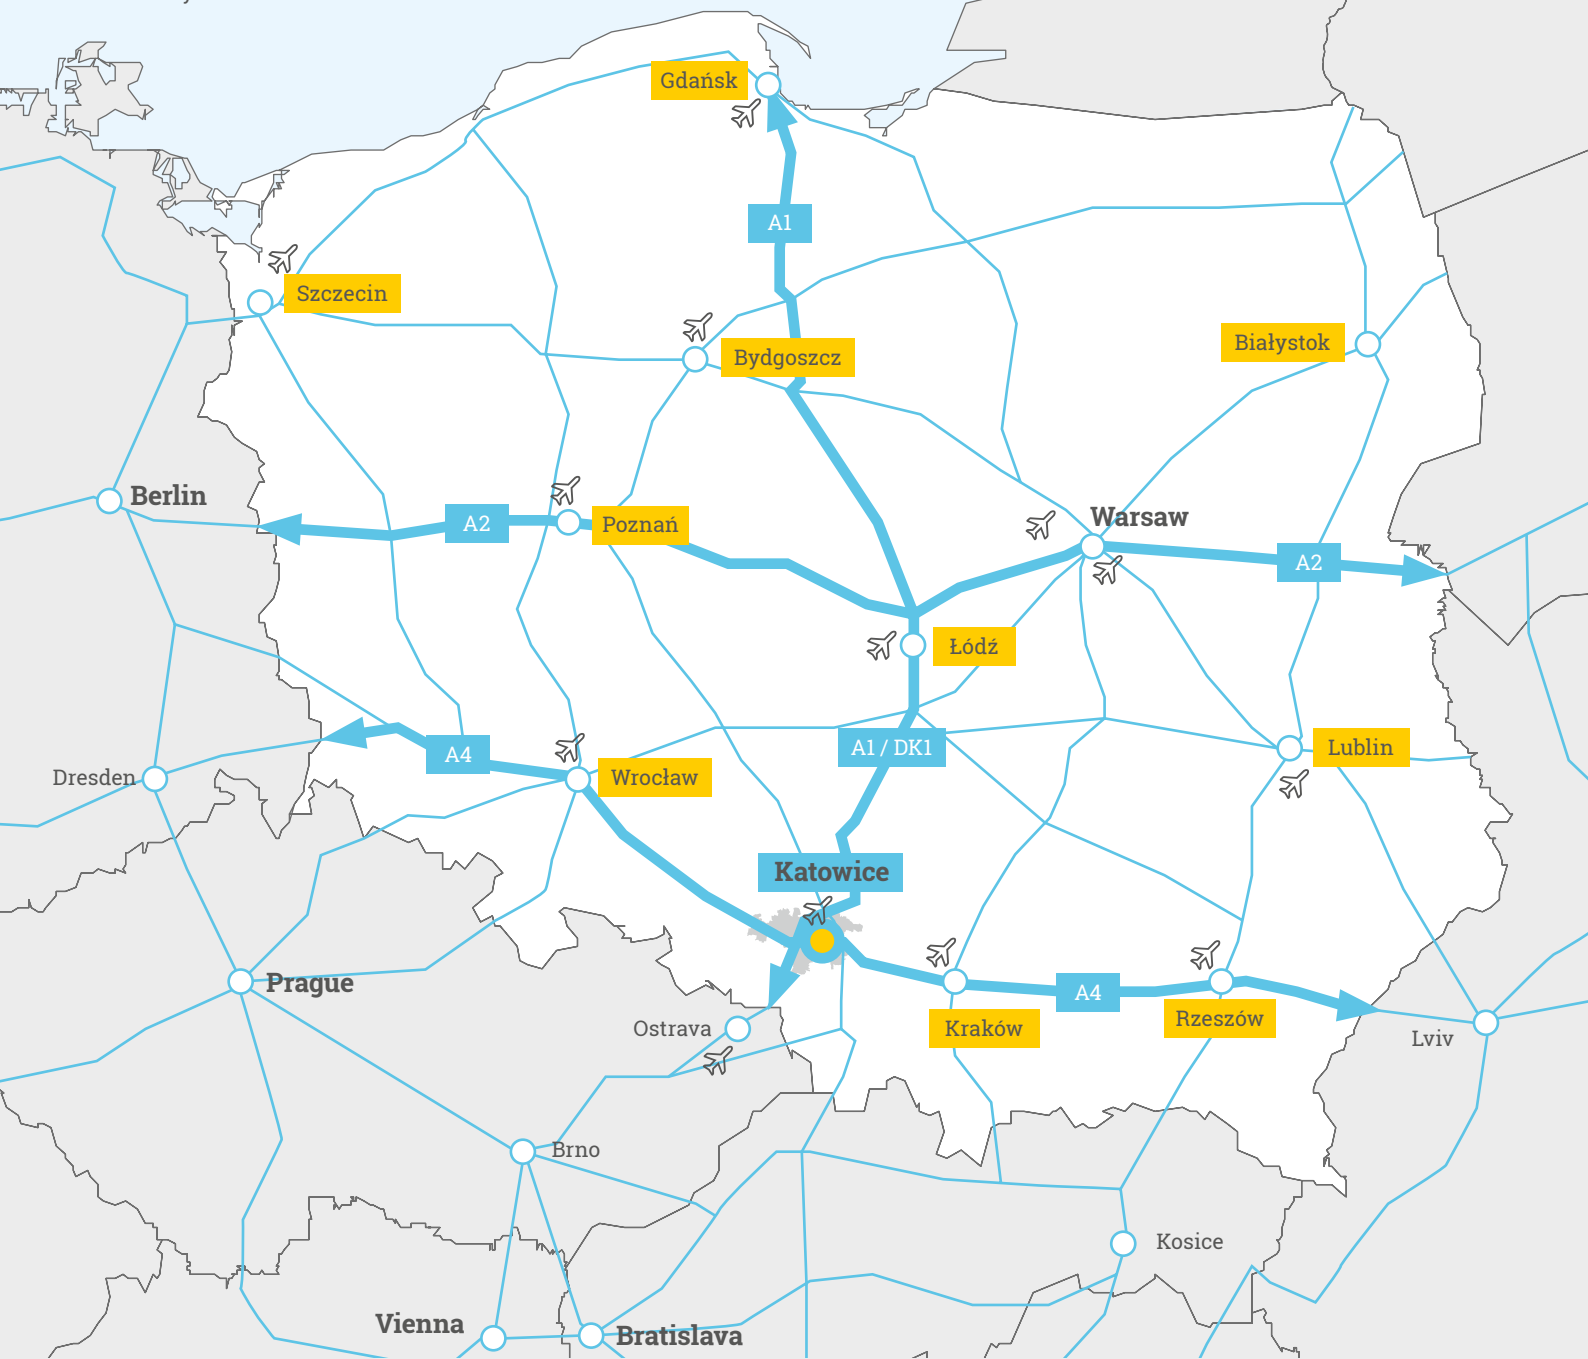 Gdańsk
A1
Szczecin
Bydgoszcz
Białystok
Berlin
A2
Poznań
Warsaw
A2
Łódź
A4
Wrocław
A1 / DK1
Lublin
Dresden
Katowice
Prague
Ostrava
Kraków
A4
Rzeszów
Lviv
Brno
Kosice
Vienna
Bratislava